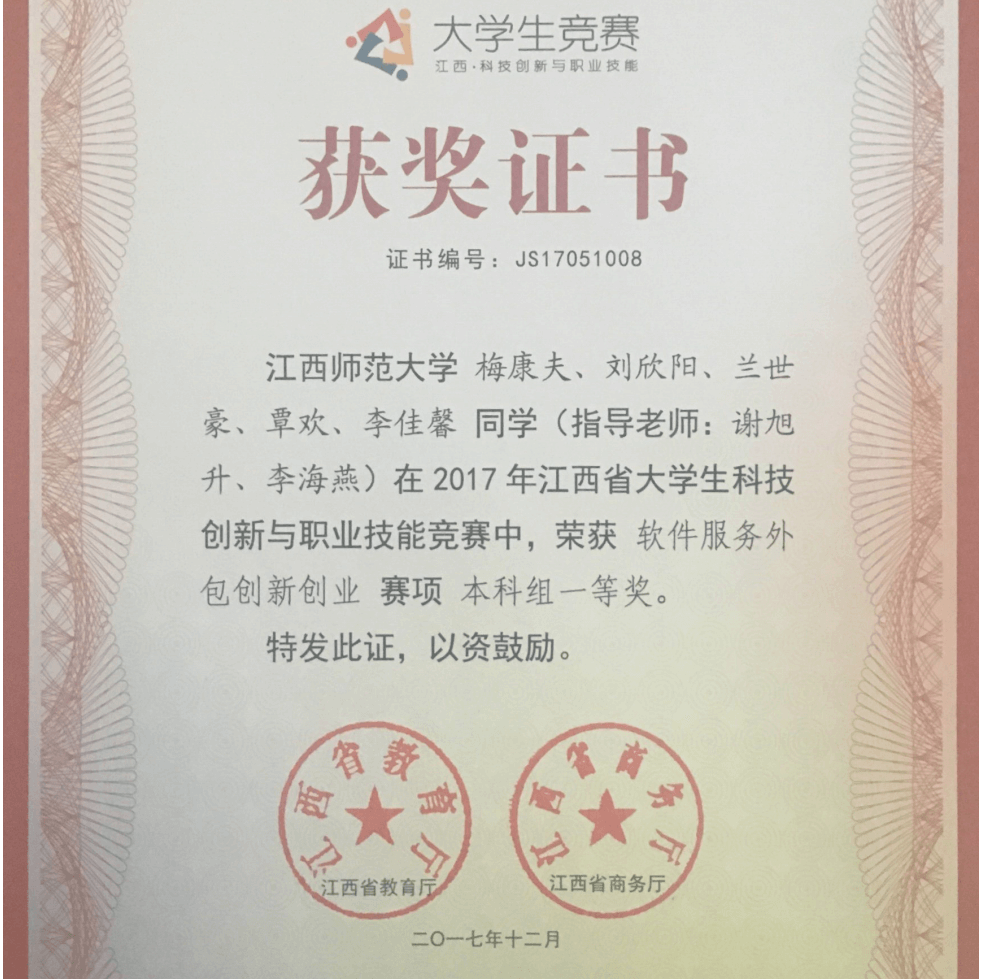 大学生竞赛
江西·科技创新与职业技能
获奖证书
证书编号：JS17051008
江西师范大学 梅康夫、刘欣阳、兰世
豪、覃欢、李佳馨 同学（指导老师：谢旭
升、李海燕）在 2017 年江西省大学生科技
创新与职业技能竞赛中，荣获 软件服务外
包创新创业 赛项 本科组一等奖。
特发此证，以资鼓励。
江西省教育厅
江西省商务厅
江西省教育厅
江西省商务厅
二〇一七年十二月